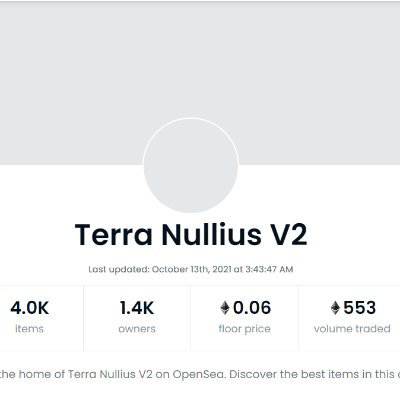 Terra Nullius V2
Last updated: October 13th, 2021 at 3:43:47 AM
4.0K 1.4K 0.06 553
items owners floor price volume traded
the home of Terra Nullius V2 on OpenSea. Discover the best items in this